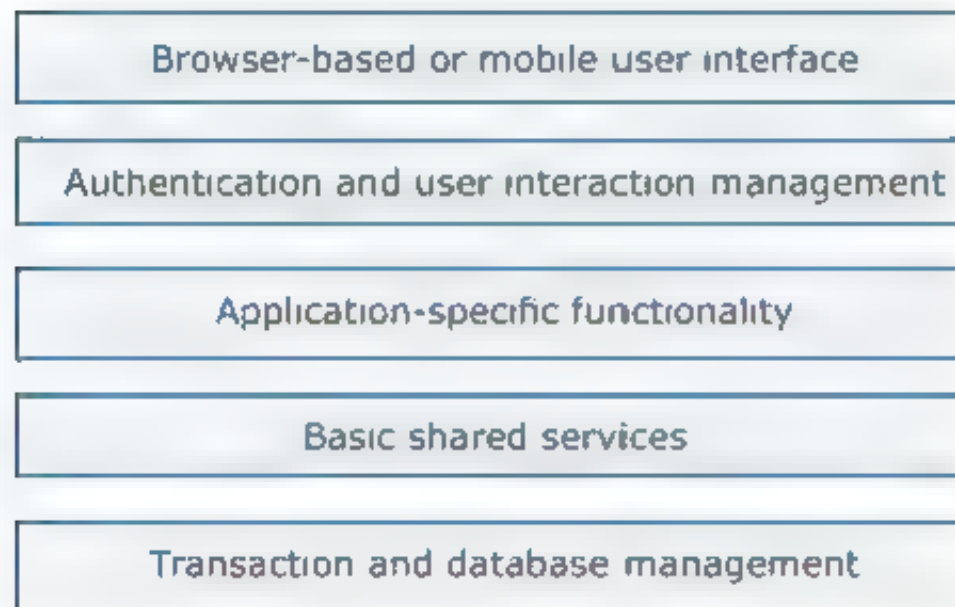 Browser-based or mobile user interface
Authentication and user interaction management
Application-specific functionality
Basic shared services
Transaction and database management